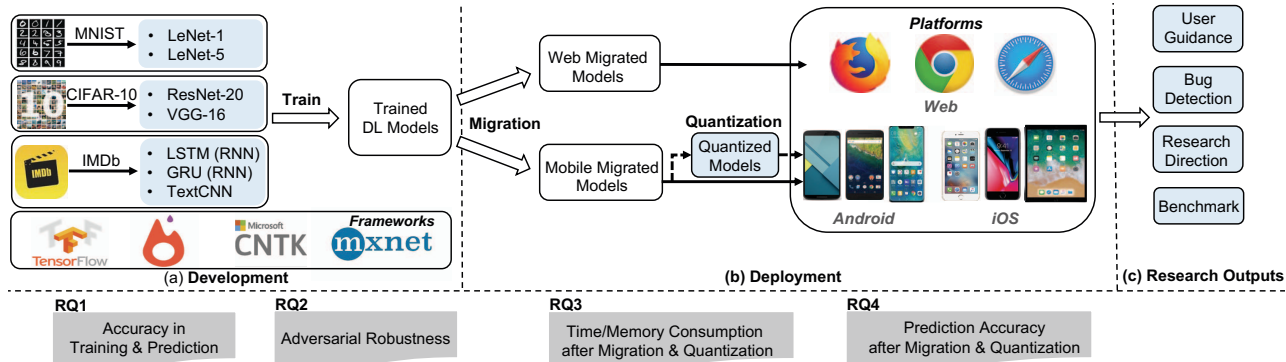 MNIST
• LeNet-1
• LeNet-5
CIFAR-10
10
• ResNet-20
• VGG-16
IMDb
IMDb
• LSTM (RNN)
• GRU (RNN)
• TextCNN
Frameworks
TensorFlow
Microsoft
CNTK
mxnet
(a) Development
Train
Trained
DL Models
Migration
Web Migrated
Models
Mobile Migrated
Models
Quantization
Quantized
Models
Platforms
Web
Android
iOS
(b) Deployment
User
Guidance
Bug
Detection
Research
Direction
Benchmark
(c) Research Outputs
RQ1
Accuracy in
Training & Prediction
RQ2
Adversarial Robustness
RQ3
Time/Memory Consumption
after Migration & Quantization
RQ4
Prediction Accuracy
after Migration & Quantization